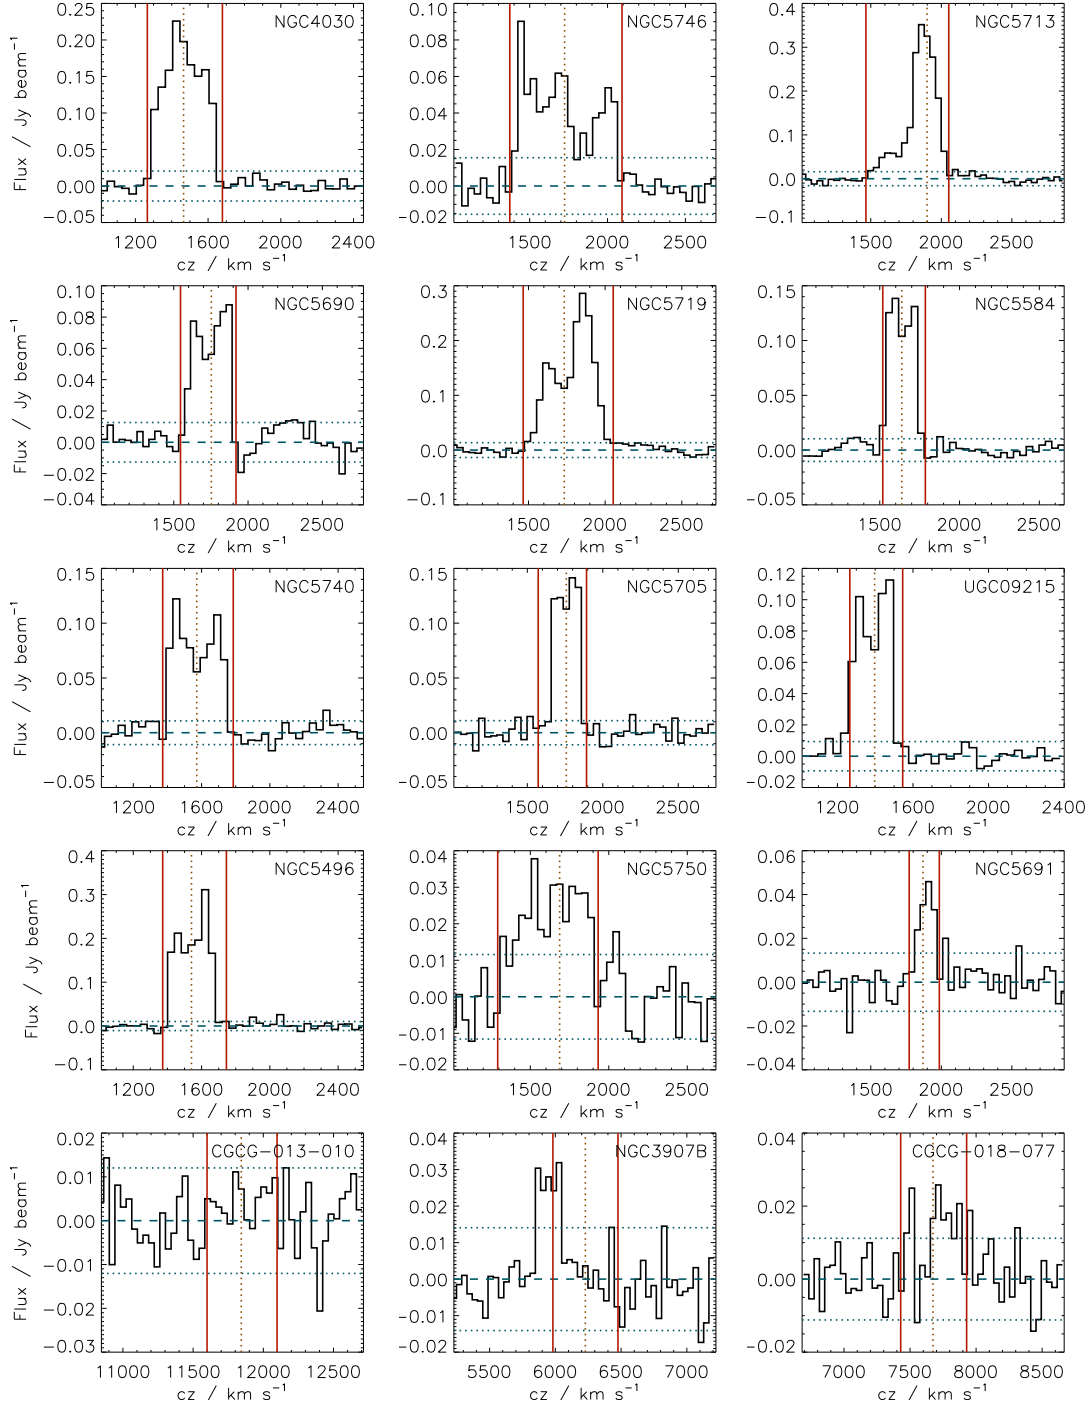 NGC4030
0.25
0.20
0.15
0.10
0.05
0.00
−0.05
Flux / Jy beam⁻¹
1200 1600 2000 2400
cz / km s⁻¹
NGC5746
0.10
0.08
0.06
0.04
0.02
0.00
−0.02
1500 2000 2500
cz / km s⁻¹
NGC5713
0.4
0.3
0.2
0.1
0.0
−0.1
1500 2000 2500
cz / km s⁻¹
NGC5690
0.10
0.08
0.06
0.04
0.02
0.00
−0.02
−0.04
Flux / Jy beam⁻¹
1500 2000 2500
cz / km s⁻¹
NGC5719
0.3
0.2
0.1
0.0
−0.1
1500 2000 2500
cz / km s⁻¹
NGC5584
0.15
0.10
0.05
0.00
−0.05
1500 2000 2500
cz / km s⁻¹
NGC5740
0.15
0.10
0.05
0.00
−0.05
Flux / Jy beam⁻¹
1200 1600 2000 2400
cz / km s⁻¹
NGC5705
0.15
0.10
0.05
0.00
−0.05
1500 2000 2500
cz / km s⁻¹
UGC09215
0.12
0.10
0.08
0.06
0.04
0.02
0.00
−0.02
1200 1600 2000 2400
cz / km s⁻¹
NGC5496
0.4
0.3
0.2
0.1
0.0
−0.1
Flux / Jy beam⁻¹
1200 1600 2000 2400
cz / km s⁻¹
NGC5750
0.04
0.03
0.02
0.01
0.00
−0.01
−0.02
1500 2000 2500
cz / km s⁻¹
NGC5691
0.06
0.04
0.02
0.00
−0.02
−0.04
1500 2000 2500
cz / km s⁻¹
CGCG−013−010
0.02
0.01
0.00
−0.01
−0.02
−0.03
Flux / Jy beam⁻¹
11000 11500 12000 12500
cz / km s⁻¹
NGC3907B
0.04
0.03
0.02
0.01
0.00
−0.01
−0.02
5500 6000 6500 7000
cz / km s⁻¹
CGCG−018−077
0.04
0.02
0.00
−0.02
7000 7500 8000 8500
cz / km s⁻¹